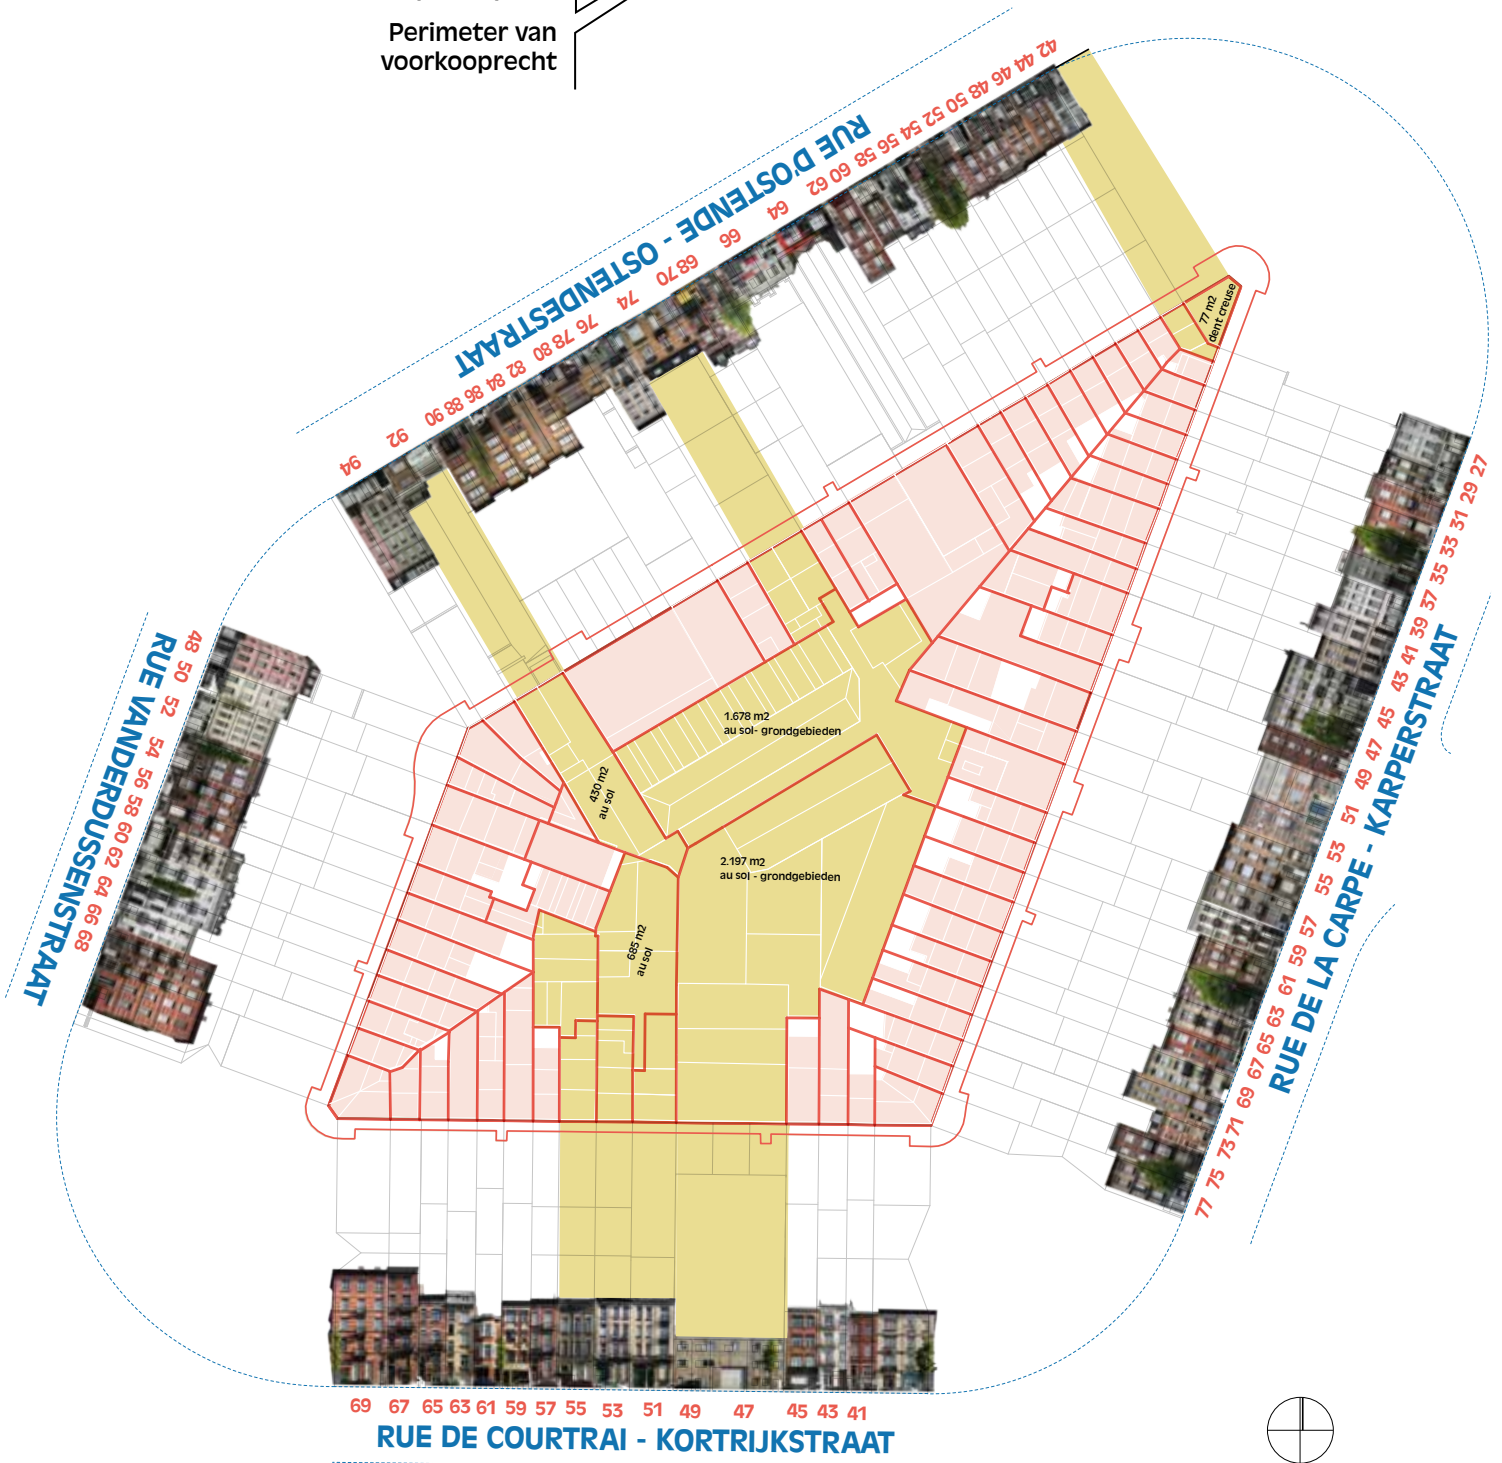 Perimeter van
voorkooprecht
42 44 46 48 50 52 54 56 58 60 62 64 66 68 70 74 76 78 80 82 84 86 88 90 92 94
RUE D'OSTENDE - OSTENDESTRAAT
77 m2
dent creuse
27 29 31 33 35 37 39 41 43 45 47 49 51 53 55 57 59 61 63 65 67 69 71 73 75 77
RUE DE LA CARPE - KARPERSTRAAT
48 50 52 54 56 58 60 62 64 66 68
RUE VANDERDUSSENSTRAAT
1.678 m2
au sol- grondgebieden
430 m2
au sol
2.197 m2
au sol - grondgebieden
685 m2
au sol
69 67 65 63 61 59 57 55 53 51 49 47 45 43 41
RUE DE COURTRAI - KORTRIJKSTRAAT